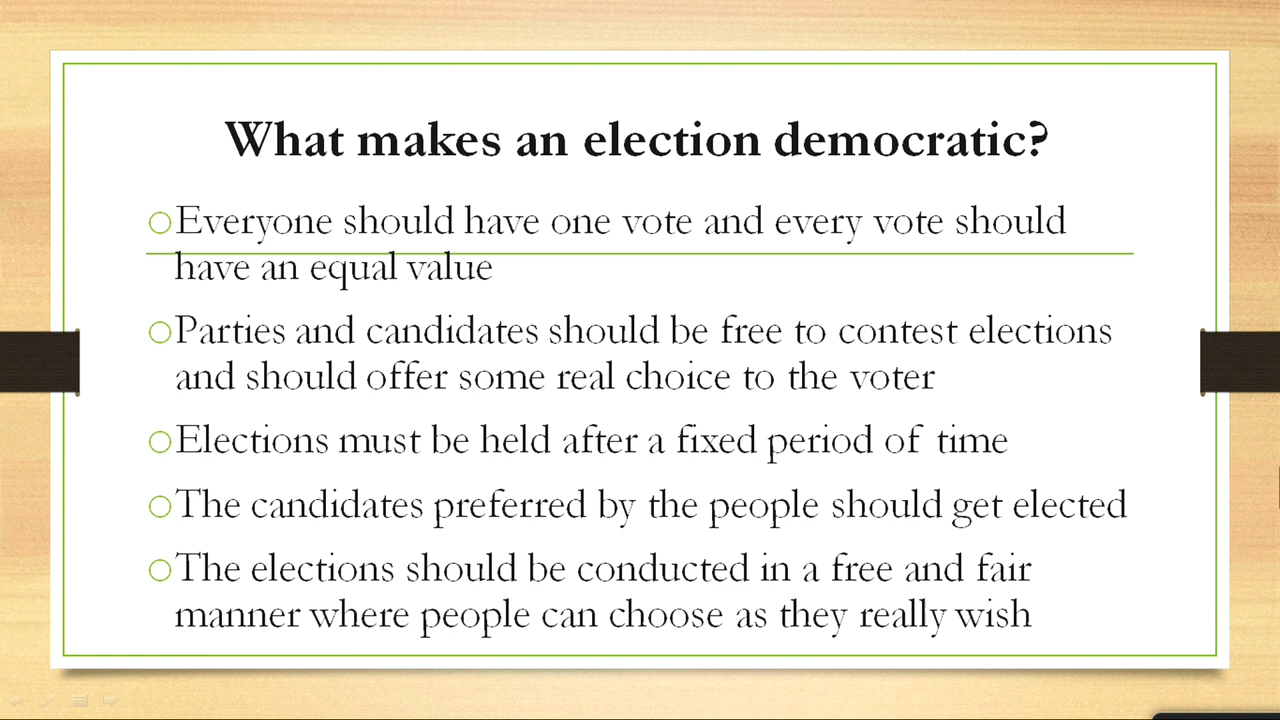 What makes an election democratic?
Everyone should have one vote and every vote should
have an equal value
Parties and candidates should be free to contest elections
and should offer some real choice to the voter
Elections must be held after a fixed period of time
The candidates preferred by the people should get elected
The elections should be conducted in a free and fair
manner where people can choose as they really wish